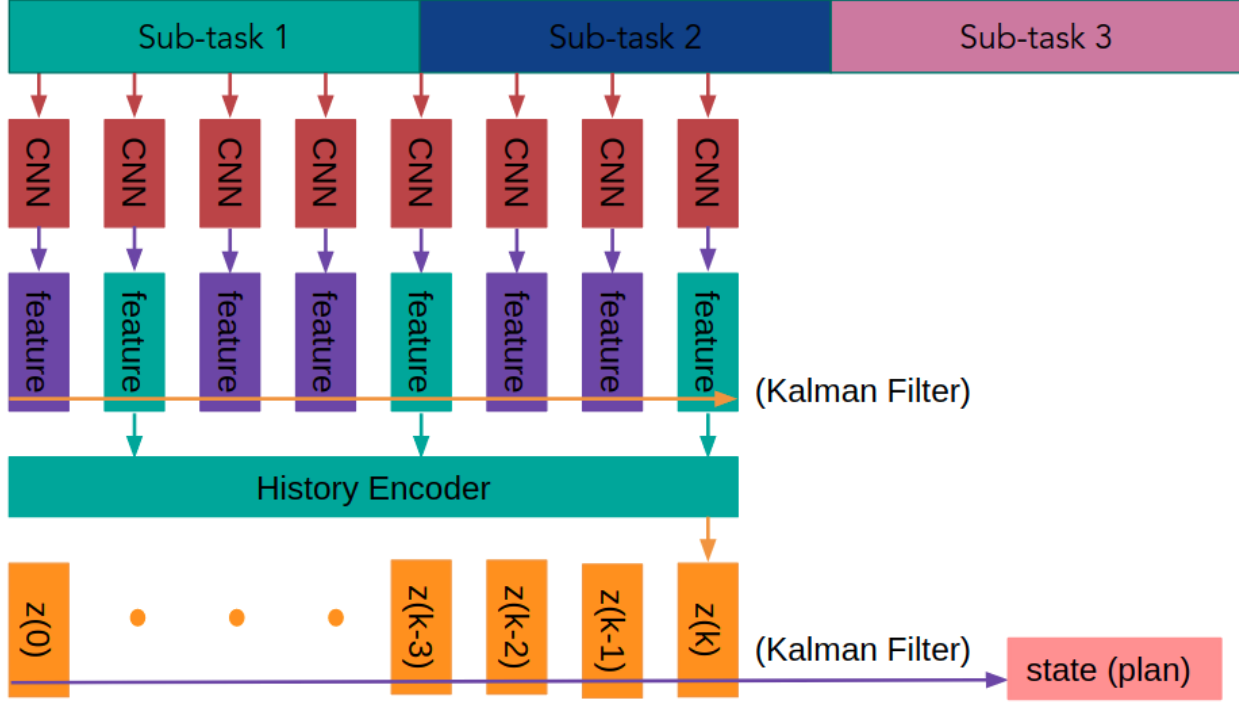 Sub-task 1
Sub-task 2
Sub-task 3
CNN
CNN
CNN
CNN
CNN
CNN
CNN
CNN
feature
feature
feature
feature
feature
feature
feature
feature
(Kalman Filter)
History Encoder
z(0)
z(k-3)
z(k-2)
z(k-1)
z(k)
(Kalman Filter)
state (plan)